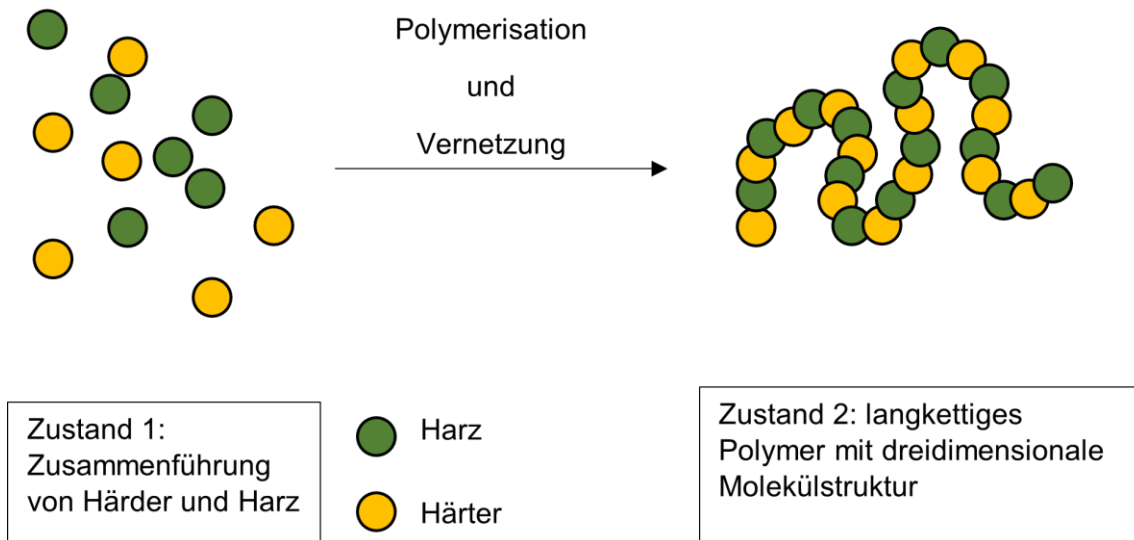 Polymerisation
und
Vernetzung
Zustand 1:
Zusammenführung
von Härder und Harz
Harz
Härter
Zustand 2: langkettiges
Polymer mit dreidimensionale
Molekülstruktur